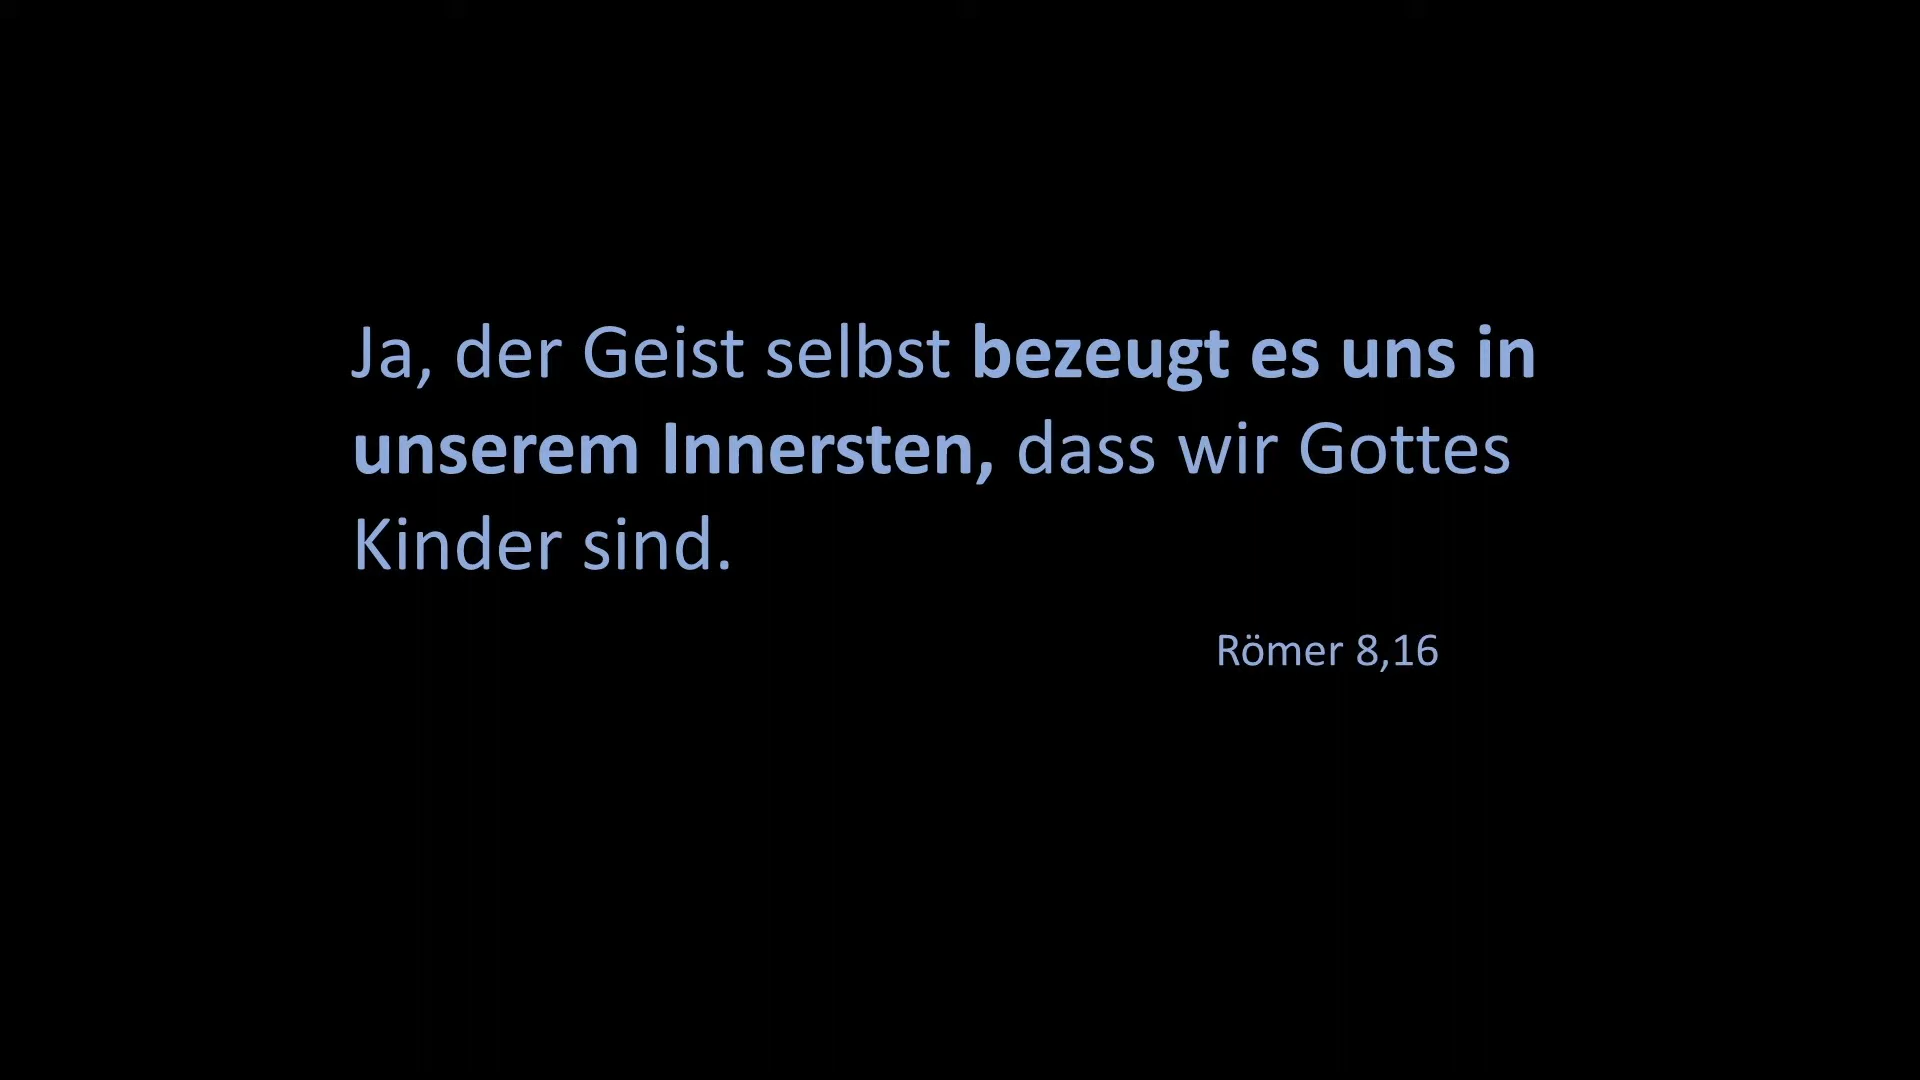 Ja, der Geist selbst bezeugt es uns in
unserem Innersten, dass wir Gottes
Kinder sind.
Römer 8,16